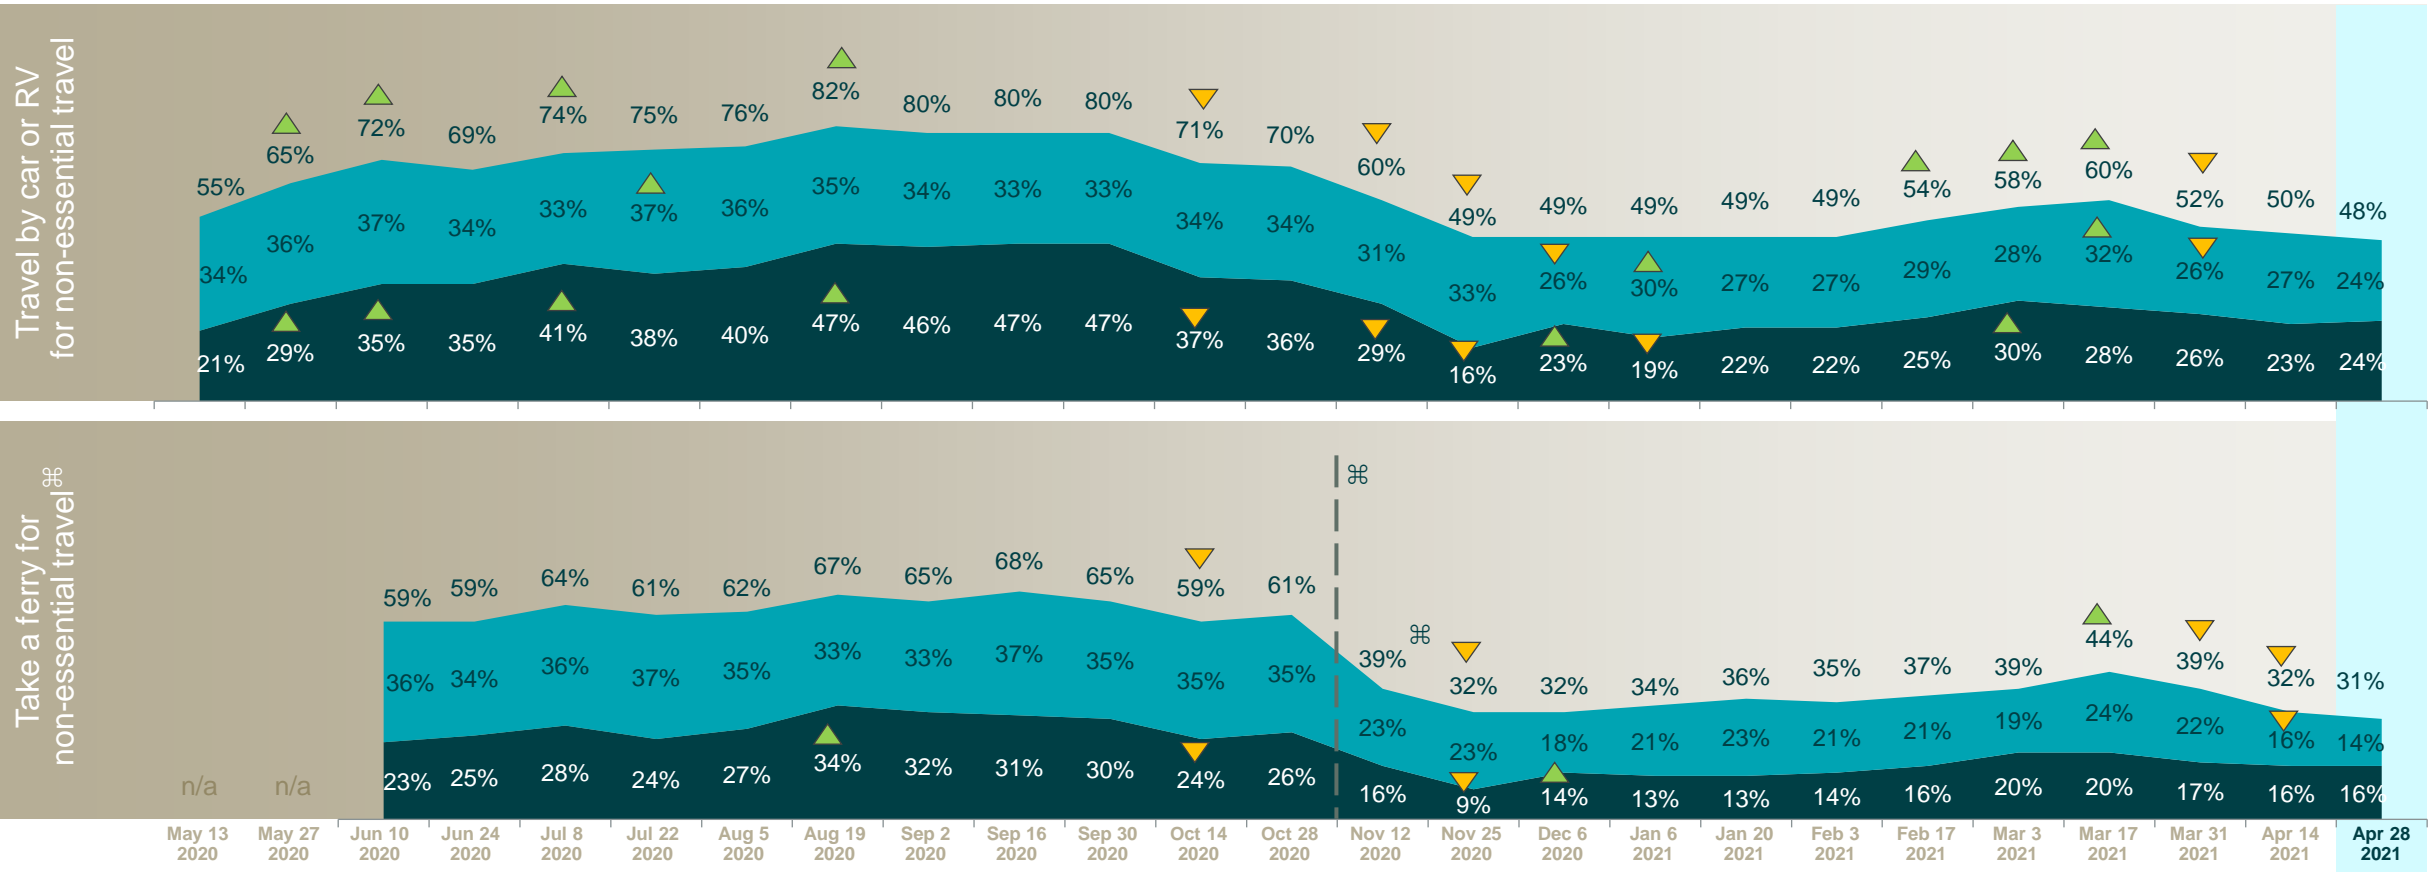 Travel by car or RV
for non-essential travel
55% 65% 72% 69% 74% 75% 76% 82% 80% 80% 80% 71% 70% 60% 49% 49% 49% 49% 49% 54% 58% 60% 52% 50% 48%
34% 36% 37% 34% 33% 37% 36% 35% 34% 33% 33% 34% 34% 31% 33% 26% 30% 27% 27% 29% 28% 32% 26% 27% 24%
21% 29% 35% 35% 41% 38% 40% 47% 46% 47% 47% 37% 36% 29% 16% 23% 19% 22% 22% 25% 30% 28% 26% 23% 24%
Take a ferry for
non-essential travel⌘
⌘
⌘
59% 59% 64% 61% 62% 67% 65% 68% 65% 59% 61% 39% 32% 32% 34% 36% 35% 37% 39% 44% 39% 32% 31%
36% 34% 36% 37% 35% 33% 33% 37% 35% 35% 35% 23% 23% 18% 21% 23% 21% 21% 19% 24% 22% 16% 14%
n/a n/a 23% 25% 28% 24% 27% 34% 32% 31% 30% 24% 26% 16% 9% 14% 13% 13% 14% 16% 20% 20% 17% 16% 16%
May 13 May 27 Jun 10 Jun 24 Jul 8 Jul 22 Aug 5 Aug 19 Sep 2 Sep 16 Sep 30 Oct 14 Oct 28 Nov 12 Nov 25 Dec 6 Jan 6 Jan 20 Feb 3 Feb 17 Mar 3 Mar 17 Mar 31 Apr 14 Apr 28
2020 2020 2020 2020 2020 2020 2020 2020 2020 2020 2020 2020 2020 2020 2020 2020 2021 2021 2021 2021 2021 2021 2021 2021 2021